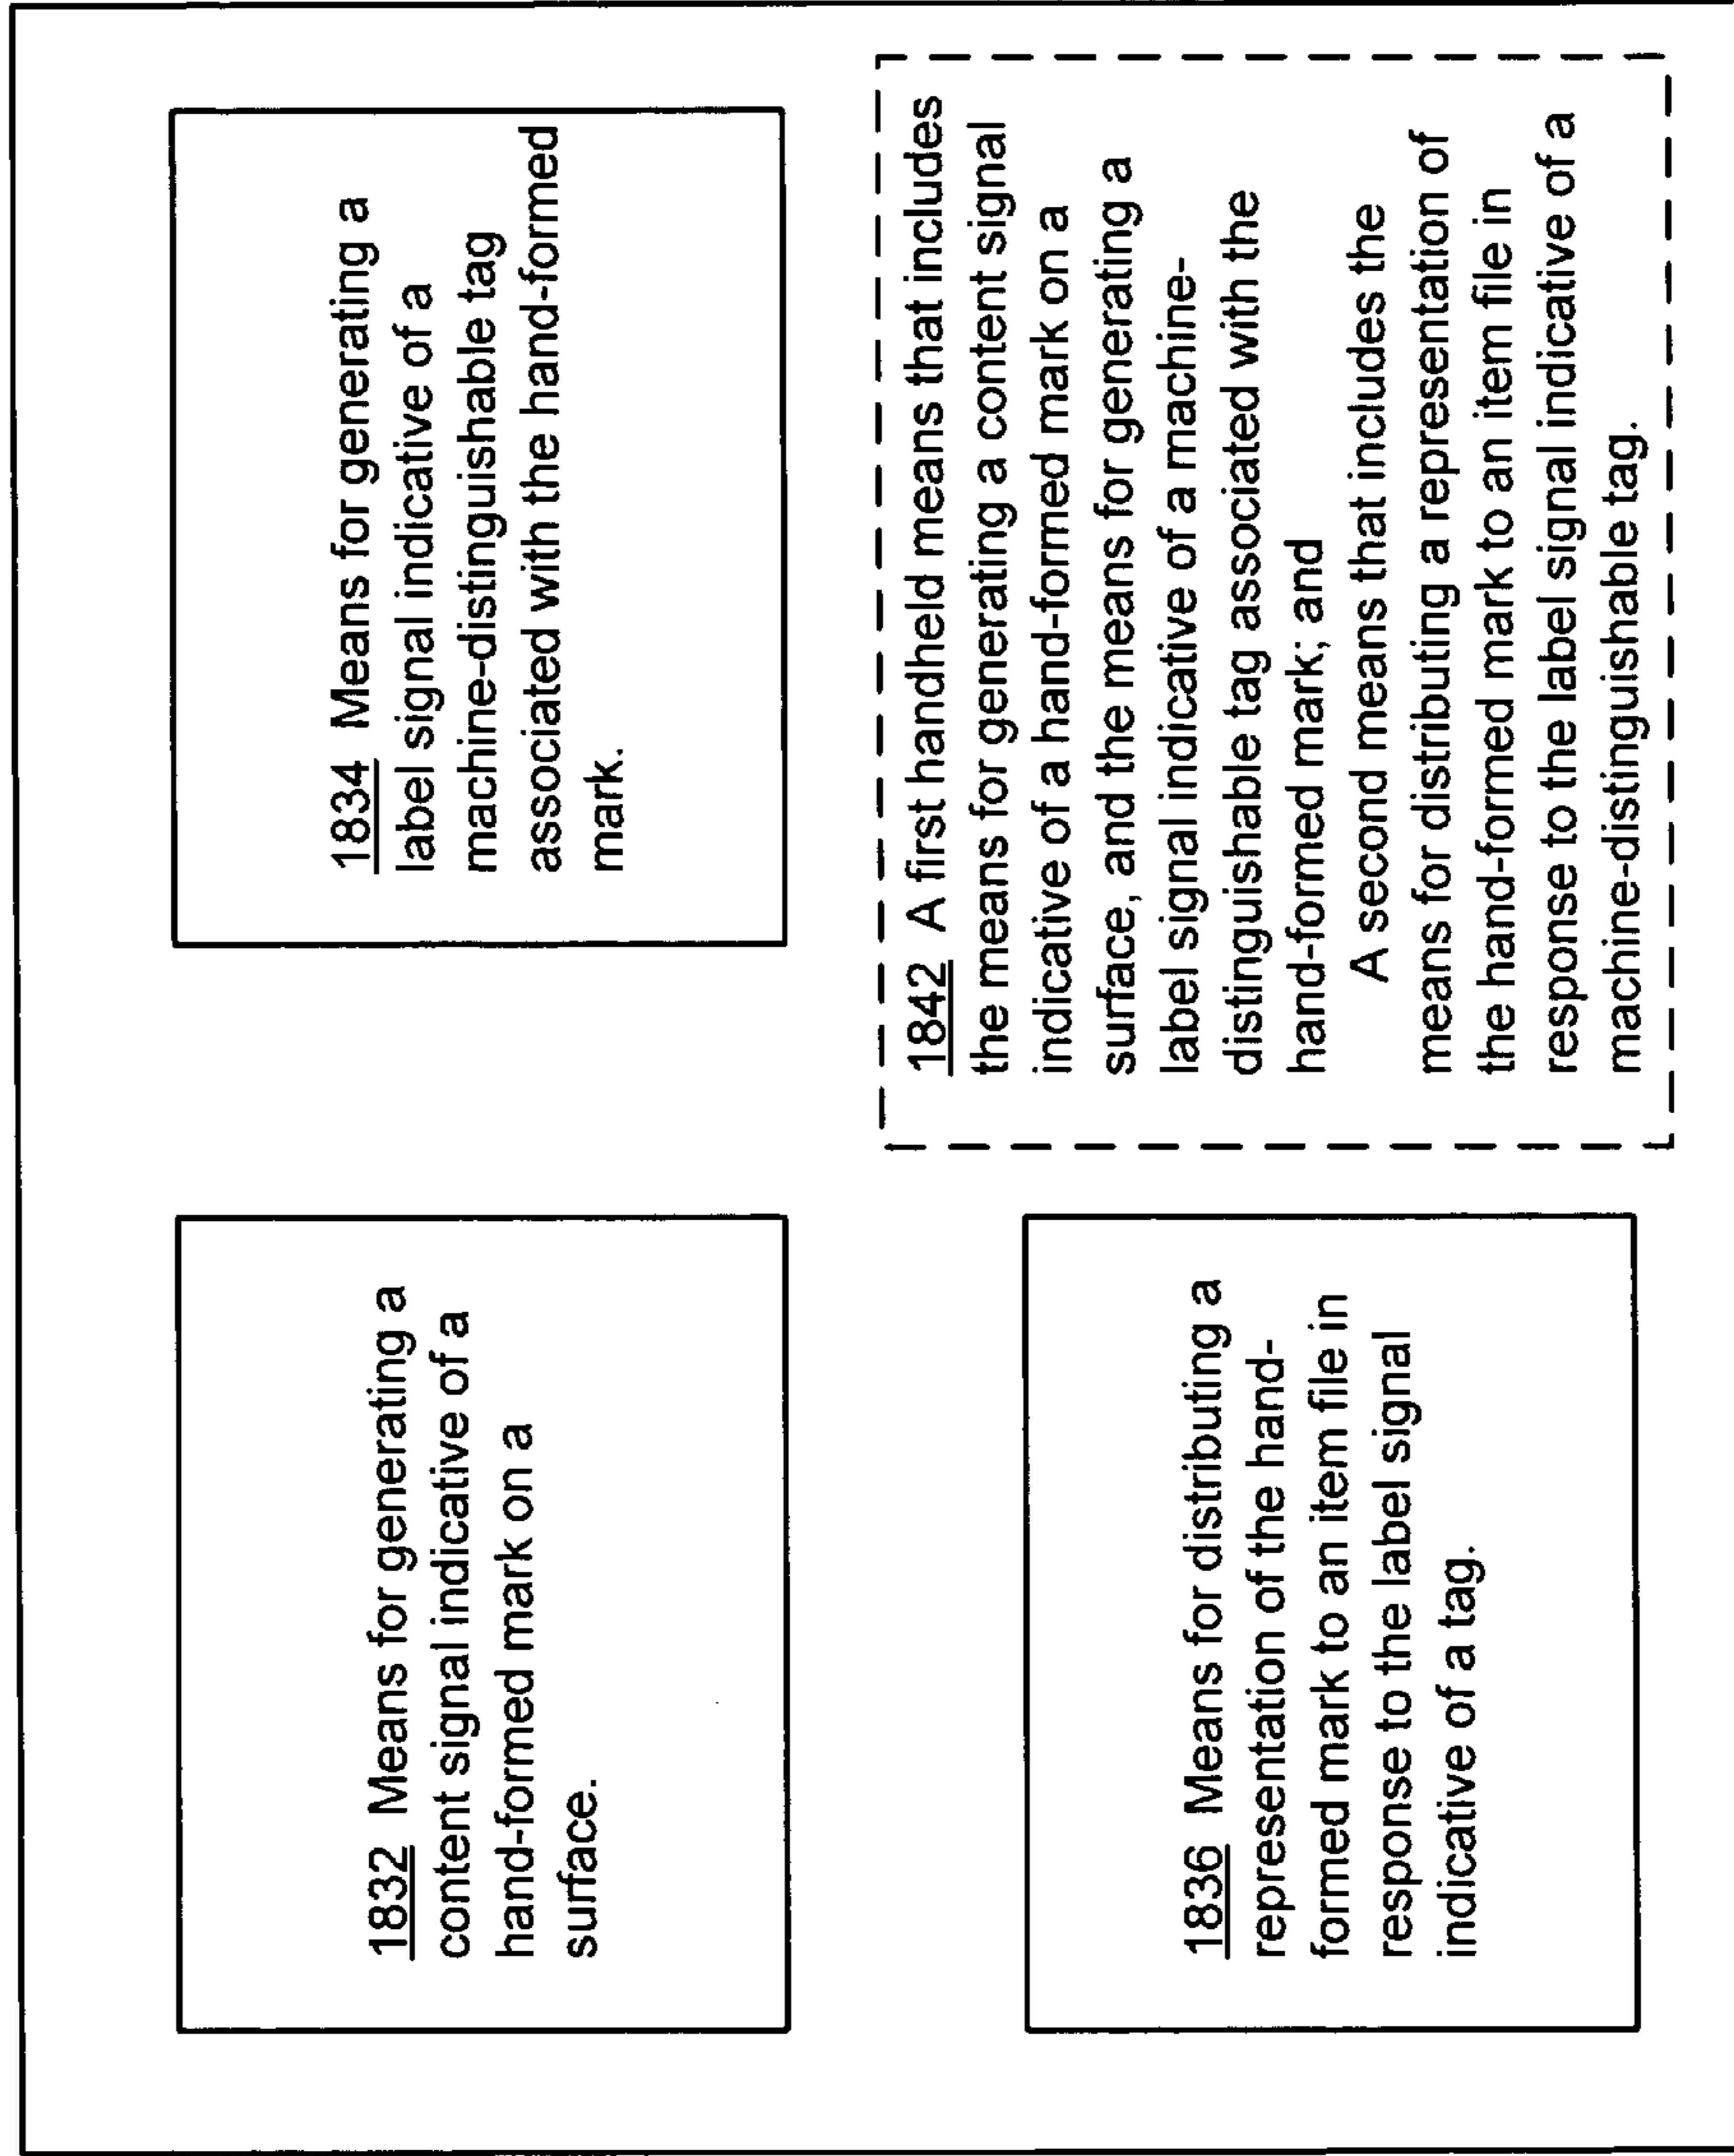 1832 Means for generating a
content signal indicative of a
hand-formed mark on a
surface.
1834 Means for generating a
label signal indicative of a
machine-distinguishable tag
associated with the hand-formed
mark.
1836 Means for distributing a
representation of the hand-
formed mark to an item file in
response to the label signal
indicative of a tag.
1842 A first handheld means that includes
the means for generating a content signal
indicative of a hand-formed mark on a
surface, and the means for generating a
label signal indicative of a machine-
distinguishable tag associated with the
hand-formed mark; and
A second means that includes the
means for distributing a representation of
the hand-formed mark to an item file in
response to the label signal indicative of a
machine-distinguishable tag.